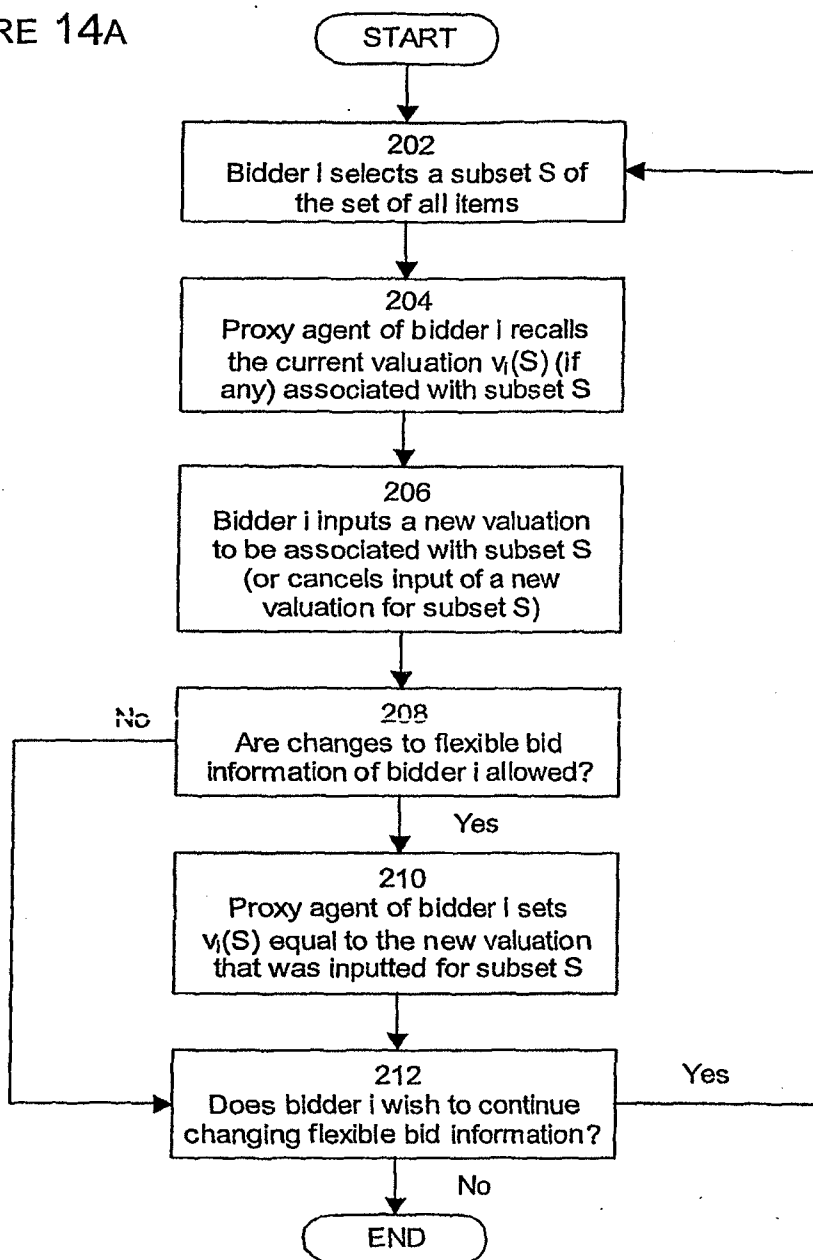 RE 14A
START
202
Bidder i selects a subset S of
the set of all items
204
Proxy agent of bidder i recalls
the current valuation vi(S) (if
any) associated with subset S
206
Bidder i inputs a new valuation
to be associated with subset S
(or cancels input of a new
valuation for subset S)
208
Are changes to flexible bid
information of bidder i allowed?
No
Yes
210
Proxy agent of bidder i sets
vi(S) equal to the new valuation
that was inputted for subset S
212
Does bidder i wish to continue
changing flexible bid information?
Yes
No
END